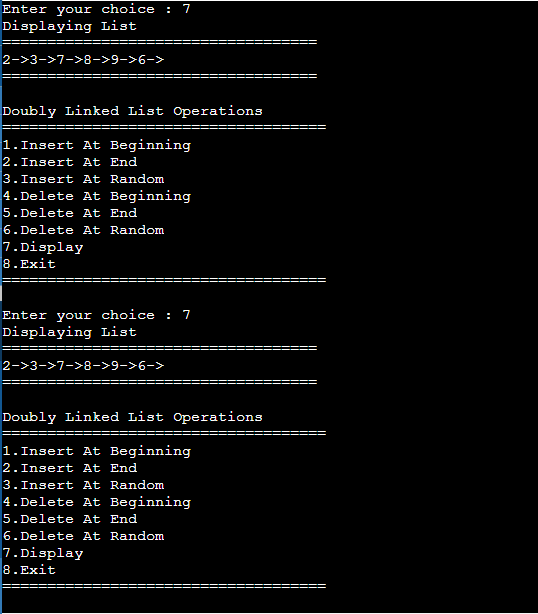 Enter your choice : 7
Displaying List
===================================
2->3->7->8->9->6->
===================================
Doubly Linked List Operations
====================================
1.Insert At Beginning
2.Insert At End
3.Insert At Random
4.Delete At Beginning
5.Delete At End
6.Delete At Random
7.Display
8.Exit
====================================
Enter your choice : 7
Displaying List
===================================
2->3->7->8->9->6->
===================================
Doubly Linked List Operations
====================================
1.Insert At Beginning
2.Insert At End
3.Insert At Random
4.Delete At Beginning
5.Delete At End
6.Delete At Random
7.Display
8.Exit
====================================